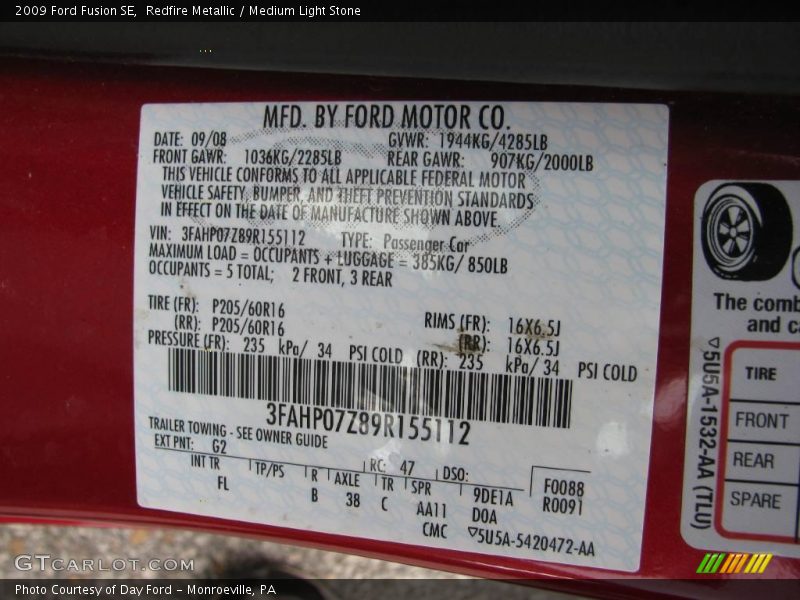 2009 Ford Fusion SE, Redfire Metallic / Medium Light Stone
MFD. BY FORD MOTOR CO.
DATE: 09/08 GVWR: 1944KG/4285LB
FRONT GAWR: 1036KG/2285LB REAR GAWR: 907KG/2000LB
THIS VEHICLE CONFORMS TO ALL APPLICABLE FEDERAL MOTOR
VEHICLE SAFETY, BUMPER, AND THEFT PREVENTION STANDARDS
IN EFFECT ON THE DATE OF MANUFACTURE SHOWN ABOVE
VIN: 3FAHP07Z89R155112 TYPE: Passenger Car
MAXIMUM LOAD = OCCUPANTS + LUGGAGE = 385KG/ 850LB
OCCUPANTS = 5 TOTAL; 2 FRONT, 3 REAR
TIRE (FR): P205/60R16 RIMS (FR): 16X6.5J
(RR): P205/60R16 (RR): 16X6.5J
PRESSURE (FR): 235 kPa/ 34 PSI COLD (RR): 235 kPa/ 34 PSI COLD
3FAHP07Z89R155112
TRAILER TOWING - SEE OWNER GUIDE
EXT PNT: G2 RC: 47 DSO:
INT TR TP/PS R AXLE TR SPR 9DE1A F0088
FL B 38 C AA11 D0A R0091
CMC ▽5U5A-5420472-AA
The comb
and ca
▽5U5A-1532-AA (TLU)
TIRE
FRONT
REAR
SPARE
GTCARLOT.COM
Photo Courtesy of Day Ford – Monroeville, PA